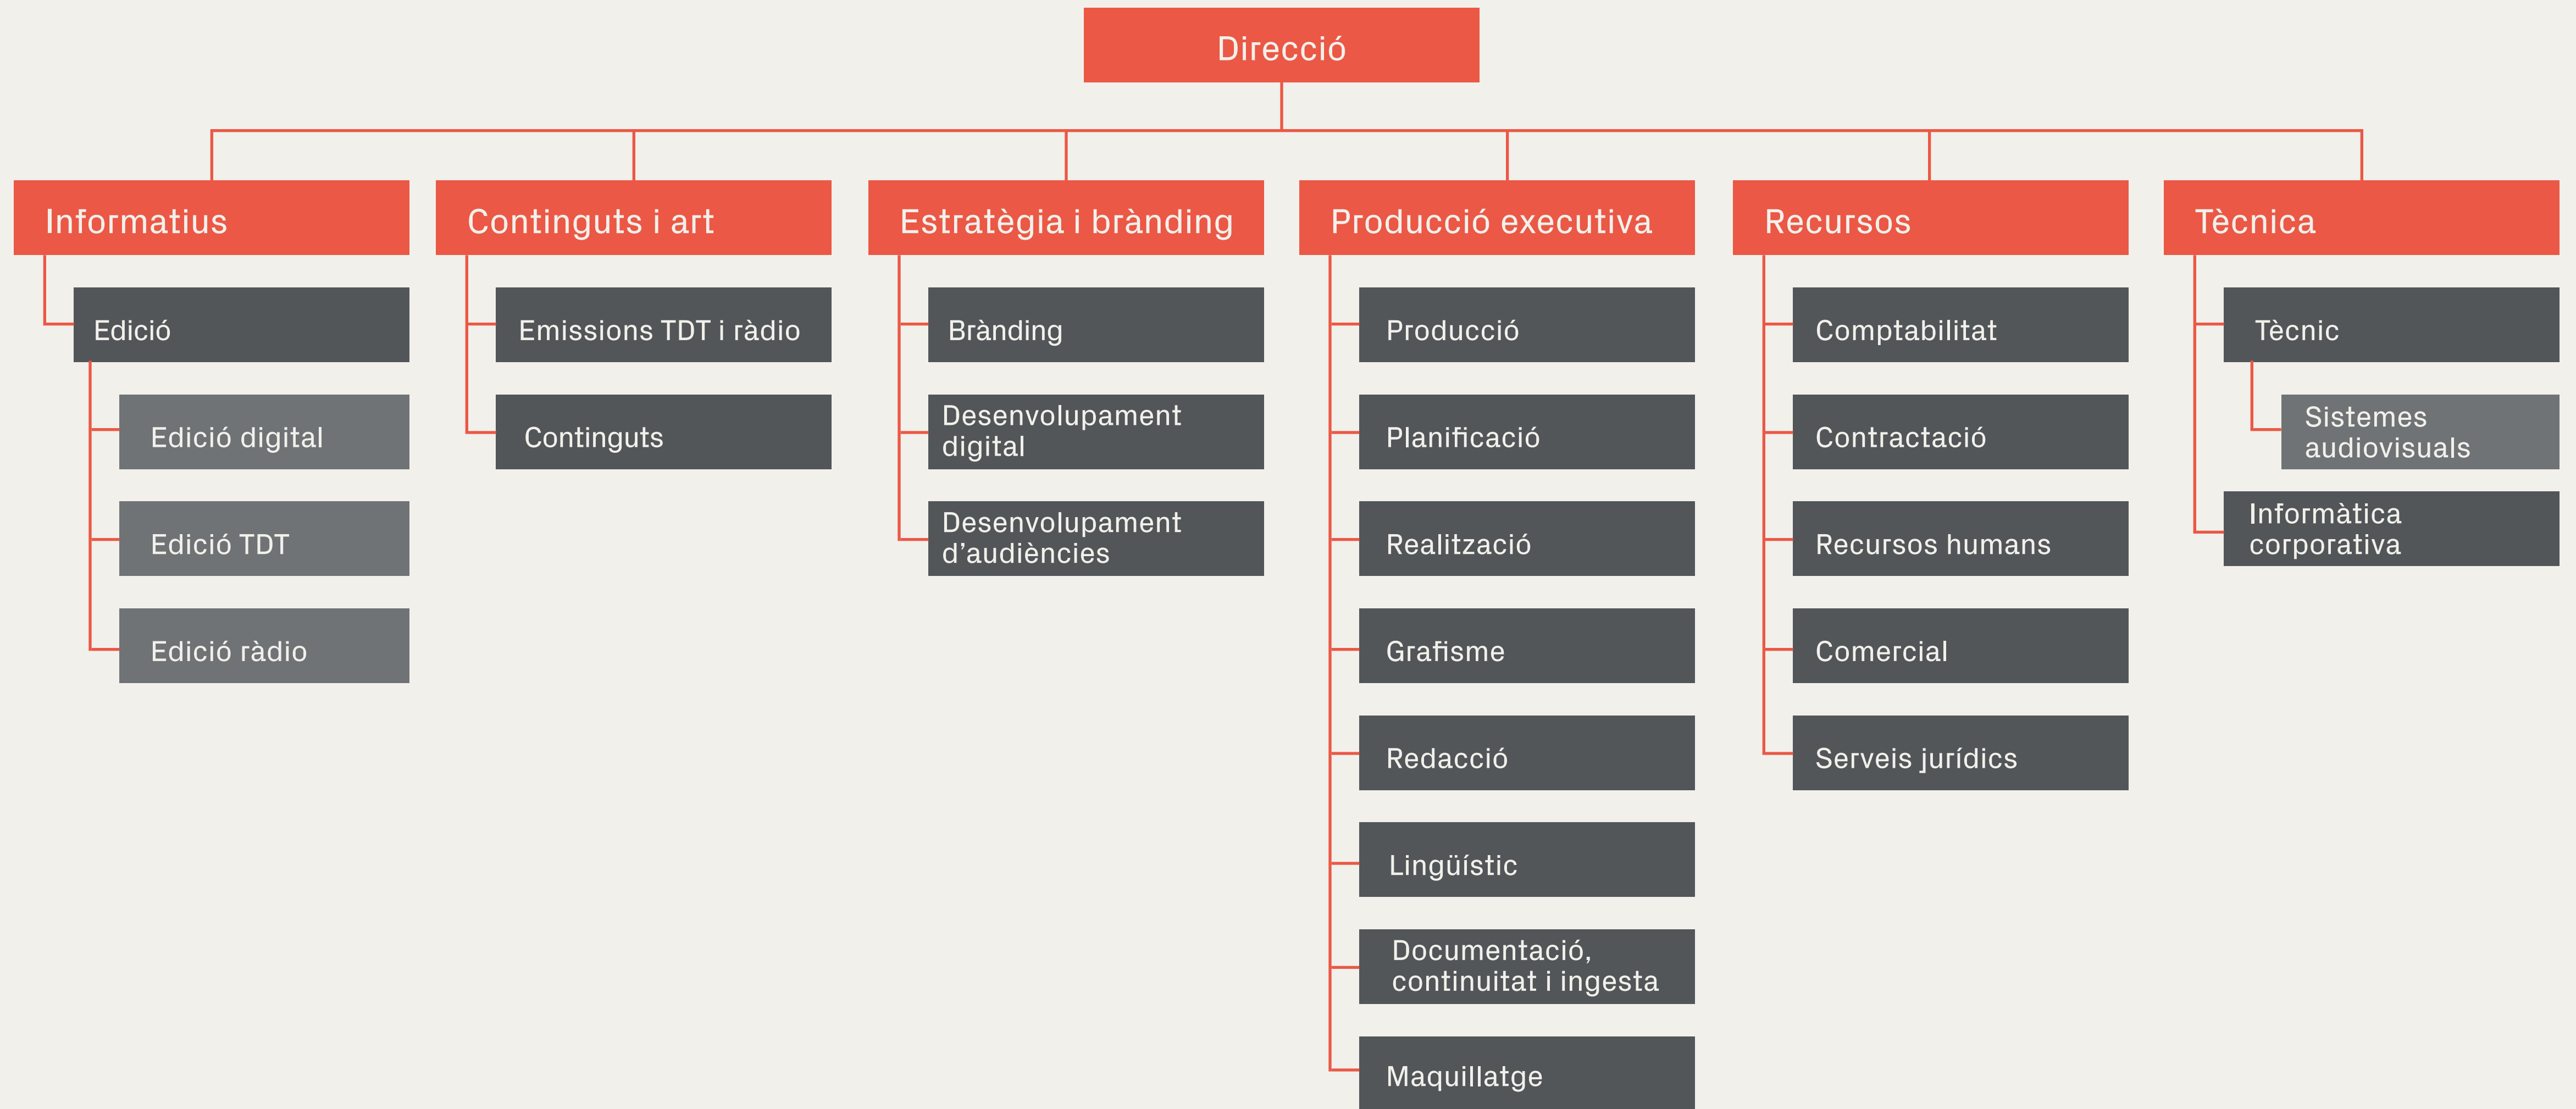 Direcció
Informatius
Edició
Edició digital
Edició TDT
Edició ràdio
Continguts i art
Emissions TDT i ràdio
Continguts
Estratègia i brànding
Brànding
Desenvolupament
digital
Desenvolupament
d’audiències
Producció executiva
Producció
Planificació
Realització
Grafisme
Redacció
Lingüístic
Documentació,
continuitat i ingesta
Maquillatge
Recursos
Comptabilitat
Contractació
Recursos humans
Comercial
Serveis jurídics
Tècnica
Tècnic
Sistemes
audiovisuals
Informàtica
corporativa